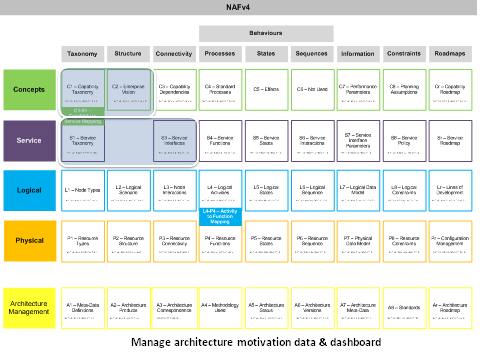 NAFv4
Behaviours
Taxonomy
Structure
Connectivity
Processes
States
Sequences
Information
Constraints
Roadmaps
Concepts
C1 – Capability
Taxonomy
C2 – Enterprise
Vision
C3 – Capability
Dependencies
C4 – Standard
Processes
C5 – Effects
C6 – Not Used
C7 – Performance
Parameters
C8 – Planning
Assumptions
Cr – Capability
Roadmap
Service Mapping
Service
S1 – Service
Taxonomy
S3 – Service
Interfaces
S4 – Service
Functions
S5 – Service
States
S6 – Service
Interactions
S7 – Service
Interface
Parameters
S8 – Service
Policy
Sr – Service
Roadmap
Logical
L1 – Node Types
L2 – Logical
Scenario
L3 – Node
Interactions
L4 – Logical
Activities
L5 – Logical
States
L6 – Logical
Sequence
L7 – Logical
Data Model
L8 – Logical
Constraints
Lr – Lines of
Development
L4-P4 – Activity
to Function
Mapping
Physical
P1 – Resource
Types
P2 – Resource
Structure
P3 – Resource
Connectivity
P4 – Resource
Functions
P5 – Resource
States
P6 – Resource
Sequence
P7 – Physical
Data Model
P8 – Resource
Constraints
Pr – Configuration
Management
Architecture
Management
A1 – Meta-Data
Definitions
A2 – Architecture
Products
A3 – Architecture
Correspondence
A4 – Methodology
Used
A5 – Architecture
Status
A6 – Architecture
Versions
A7 – Architecture
Meta-Data
A8 – Standards
Ar – Architecture
Roadmap
Manage architecture motivation data & dashboard